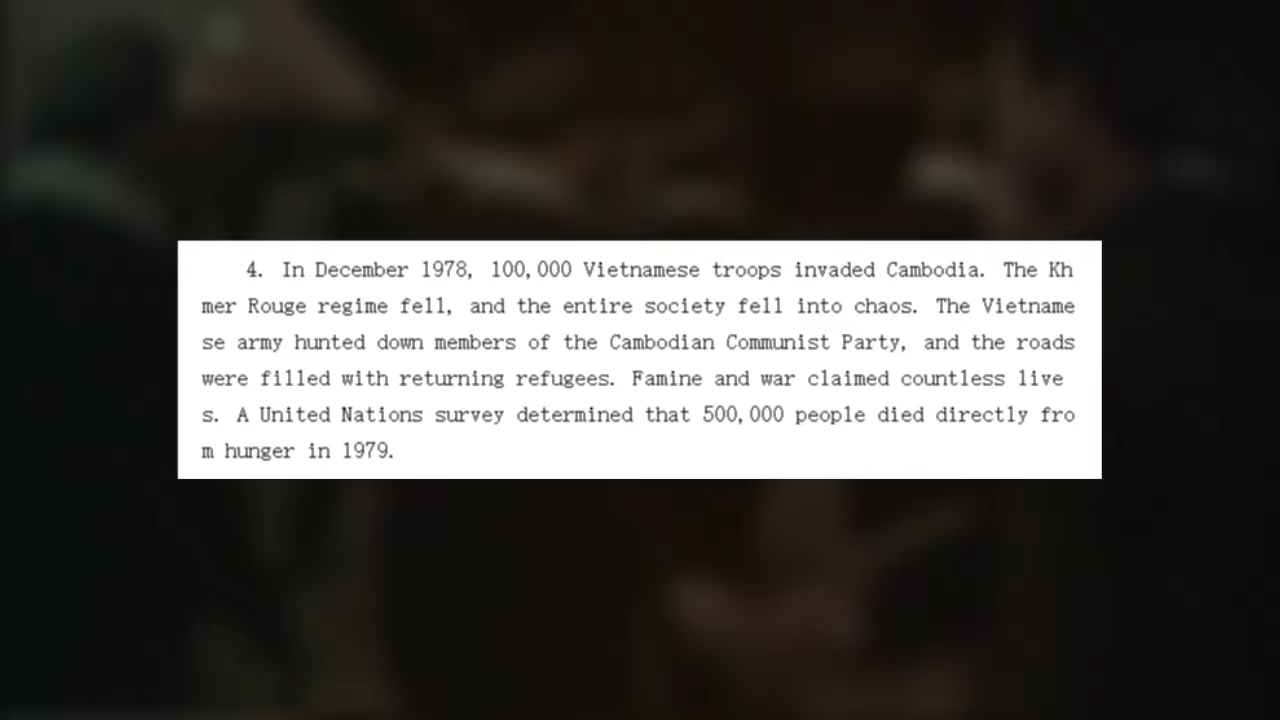 4. In December 1978, 100,000 Vietnamese troops invaded Cambodia. The Kh
mer Rouge regime fell, and the entire society fell into chaos. The Vietname
se army hunted down members of the Cambodian Communist Party, and the roads
were filled with returning refugees. Famine and war claimed countless live
s. A United Nations survey determined that 500,000 people died directly fro
m hunger in 1979.